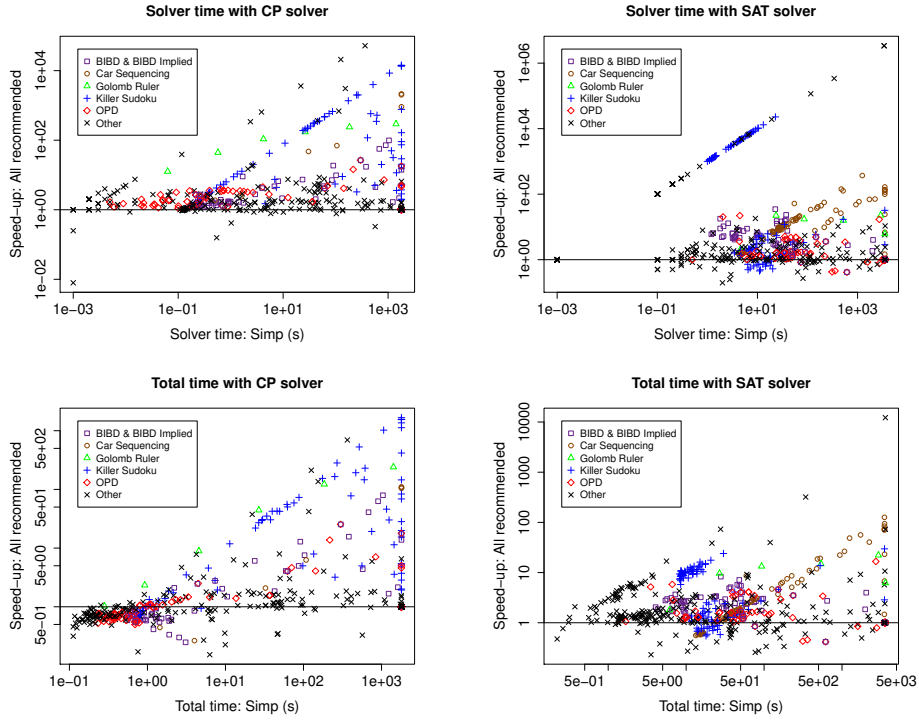 Solver time with CP solver
Speed−up: All recommended
1e+04
1e+02
1e+00
1e−02
BIBD & BIBD Implied
Car Sequencing
Golomb Ruler
Killer Sudoku
OPD
Other
1e−03 1e−01 1e+01 1e+03
Solver time: Simp (s)
Solver time with SAT solver
Speed−up: All recommended
1e+06
1e+04
1e+02
1e+00
BIBD & BIBD Implied
Car Sequencing
Golomb Ruler
Killer Sudoku
OPD
Other
1e−03 1e−01 1e+01 1e+03
Solver time: Simp (s)
Total time with CP solver
Speed−up: All recommended
5e+02
5e+01
5e+00
5e−01
BIBD & BIBD Implied
Car Sequencing
Golomb Ruler
Killer Sudoku
OPD
Other
1e−01 1e+00 1e+01 1e+02 1e+03
Total time: Simp (s)
Total time with SAT solver
Speed−up: All recommended
10000
1000
100
10
1
BIBD & BIBD Implied
Car Sequencing
Golomb Ruler
Killer Sudoku
OPD
Other
5e−01 5e+00 5e+01 5e+02 5e+03
Total time: Simp (s)